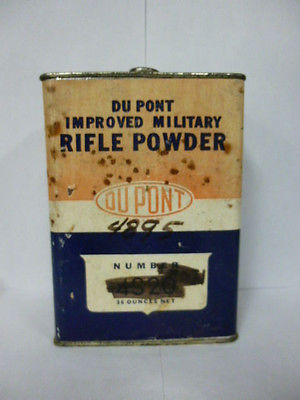 DU PONT
IMPROVED MILITARY
RIFLE POWDER
DU PONT
4895
NUMBER
4320
16 OUNCES NET